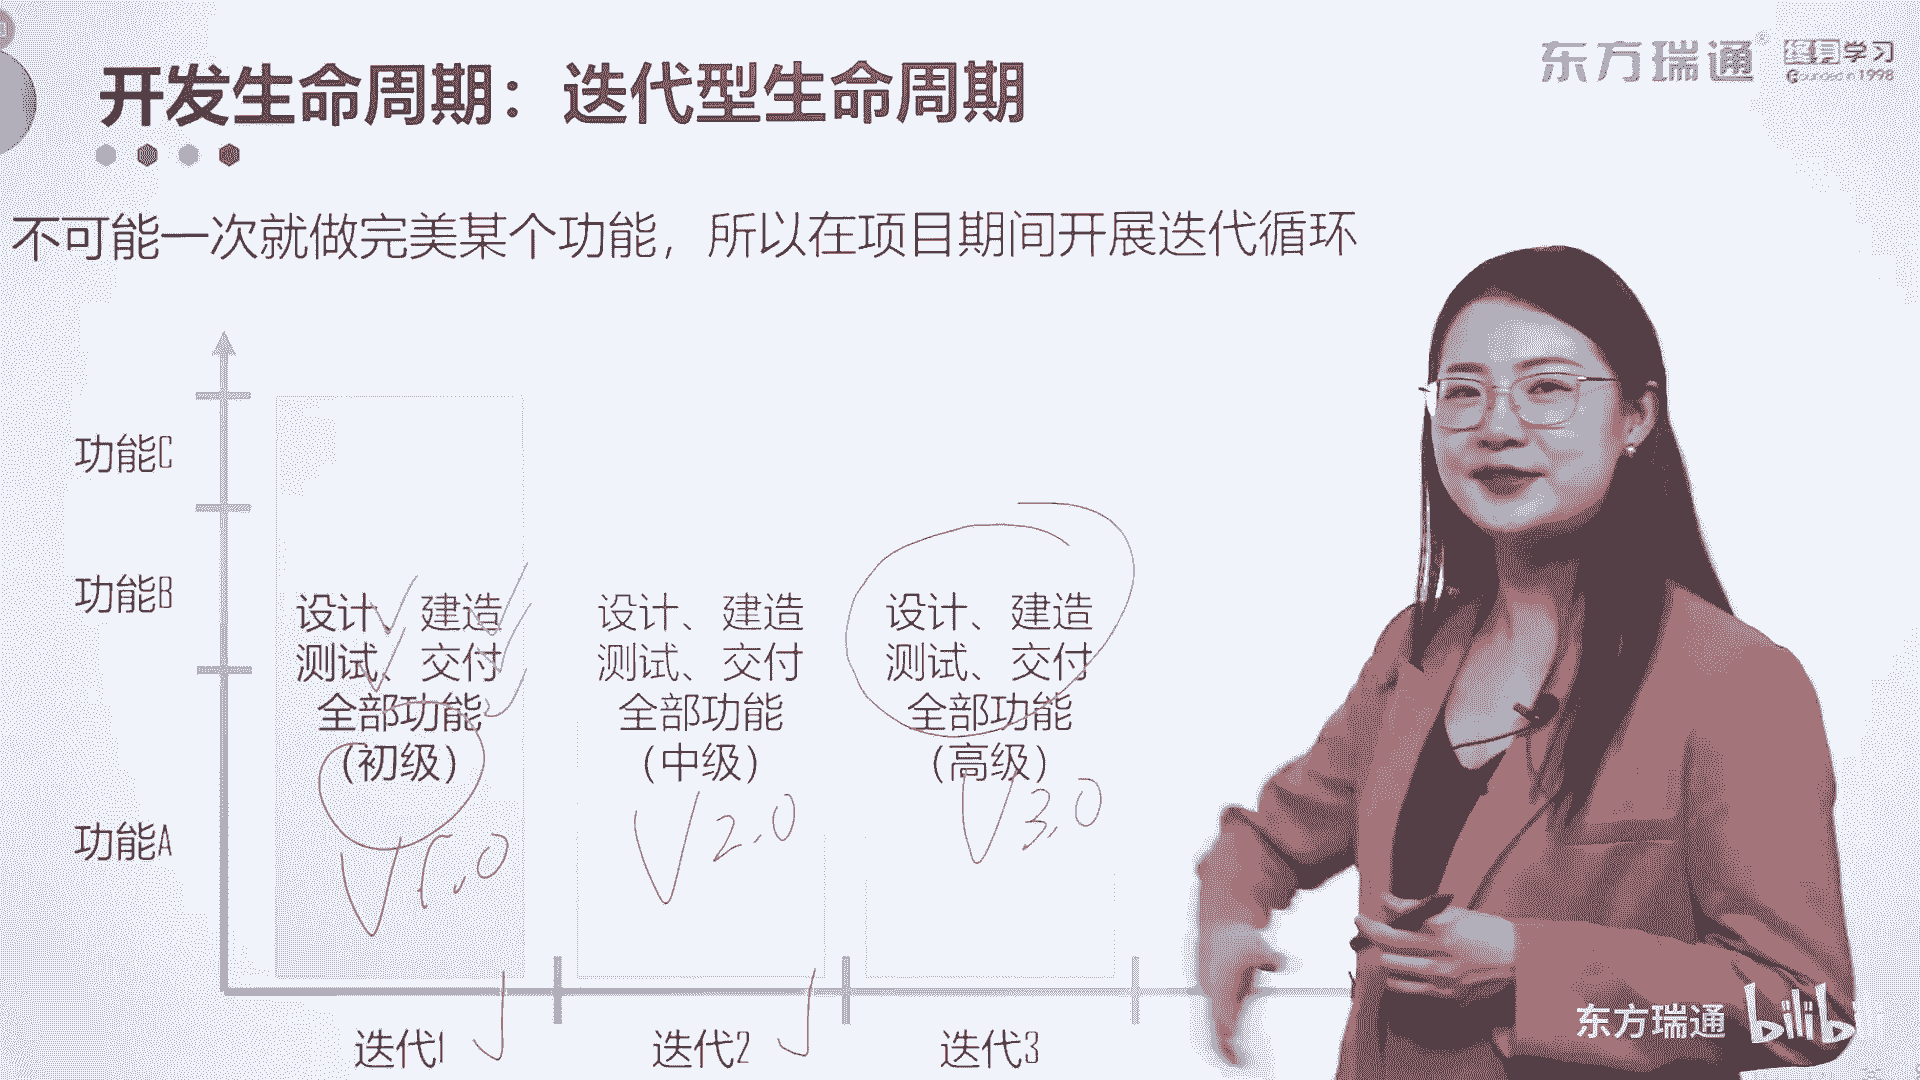 东方瑞通®
终身学习
Founded in 1998
开发生命周期：迭代型生命周期
不可能一次就做完美某个功能，所以在项目期间开展迭代循环
功能C
功能B
功能A
设计、建造
测试、交付
全部功能
（初级）
V1.0
设计、建造
测试、交付
全部功能
（中级）
V2.0
设计、建造
测试、交付
全部功能
（高级）
V3.0
迭代1
迭代2
迭代3
东方瑞通
bilibili